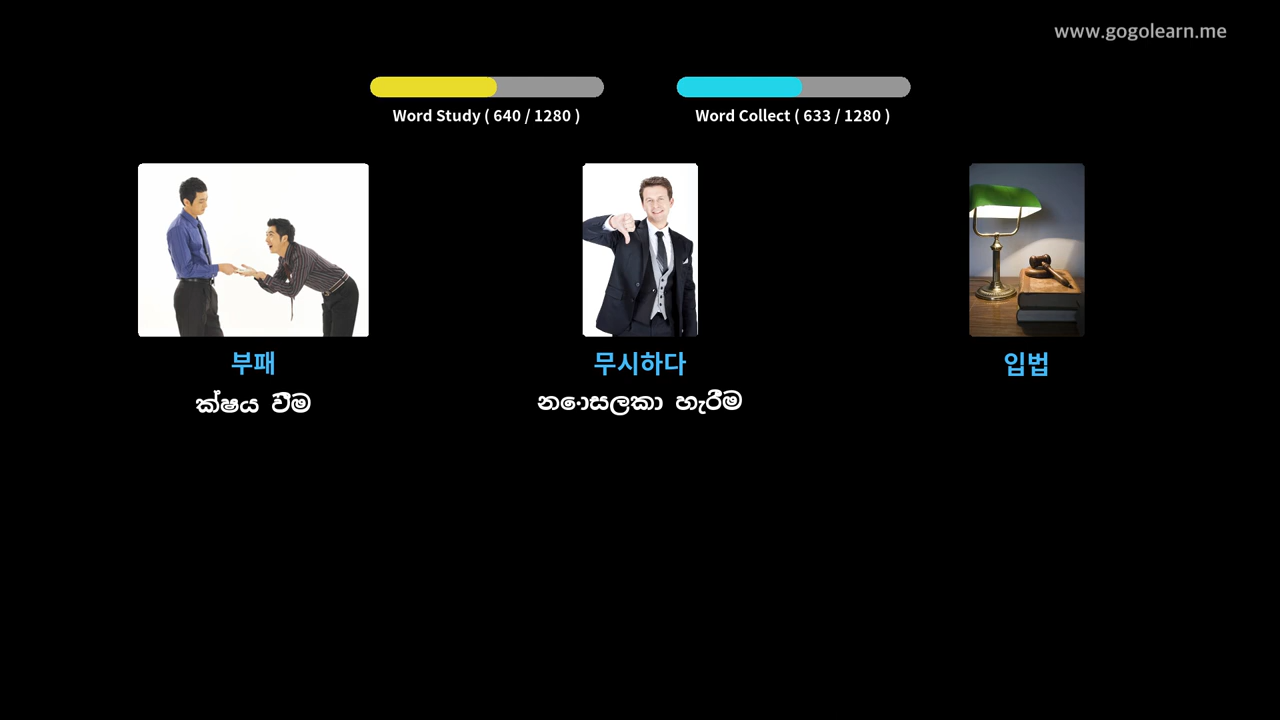 www.gogolearn.me
Word Study ( 640 / 1280 )
Word Collect ( 633 / 1280 )
부패
무시하다
입법
ක්ෂය වීම
නොසලකා හැරීම